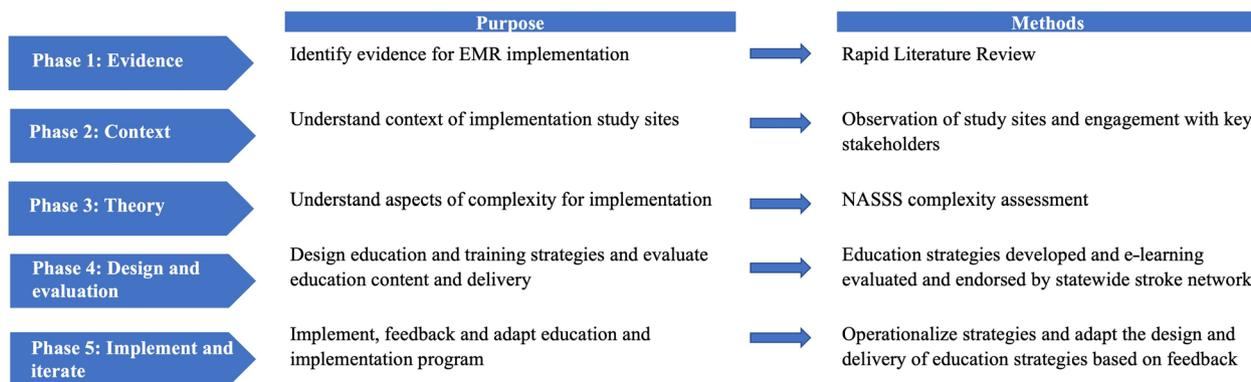 Purpose
Methods
Phase 1: Evidence
Identify evidence for EMR implementation
Rapid Literature Review
Phase 2: Context
Understand context of implementation study sites
Observation of study sites and engagement with key
stakeholders
Phase 3: Theory
Understand aspects of complexity for implementation
NASSS complexity assessment
Phase 4: Design and
evaluation
Design education and training strategies and evaluate
education content and delivery
Education strategies developed and e-learning
evaluated and endorsed by statewide stroke network
Phase 5: Implement and
iterate
Implement, feedback and adapt education and
implementation program
Operationalize strategies and adapt the design and
delivery of education strategies based on feedback